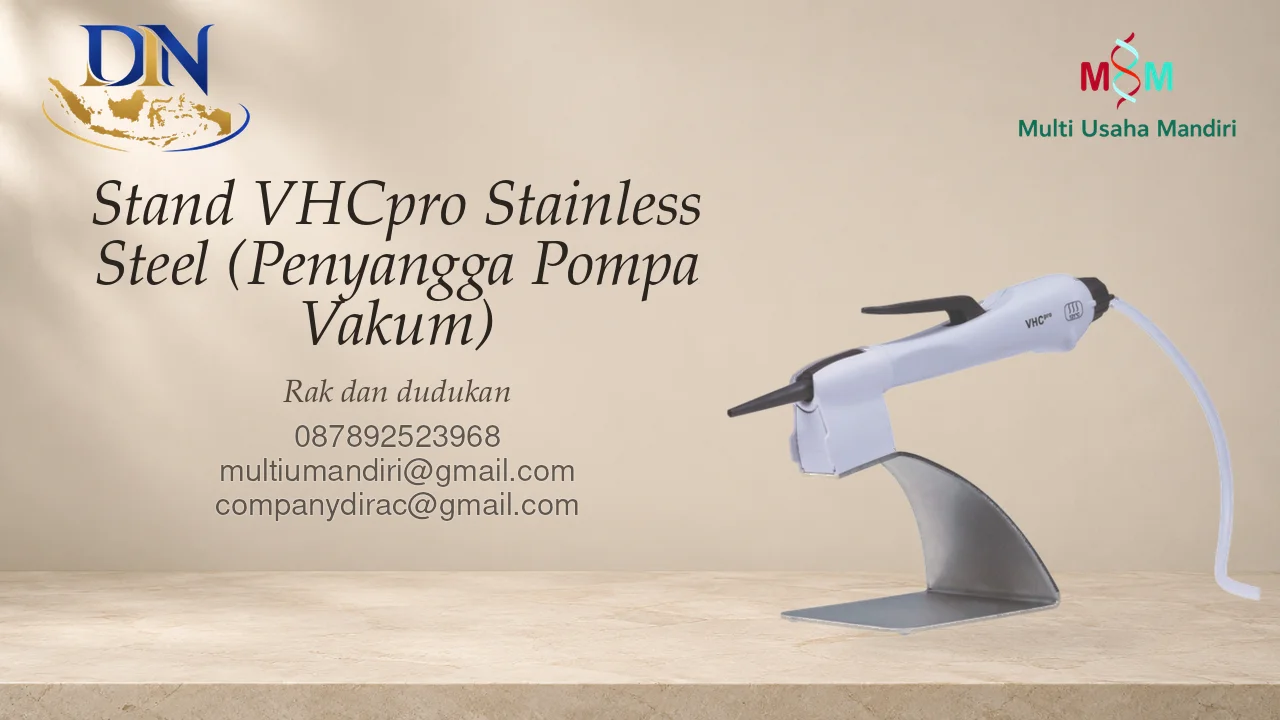 DN
M M
Multi Usaha Mandiri
Stand VHCpro Stainless
Steel (Penyangga Pompa
Vakum)
Rak dan dudukan
087892523968
multiumandiri@gmail.com
companydirac@gmail.com
VHCpro